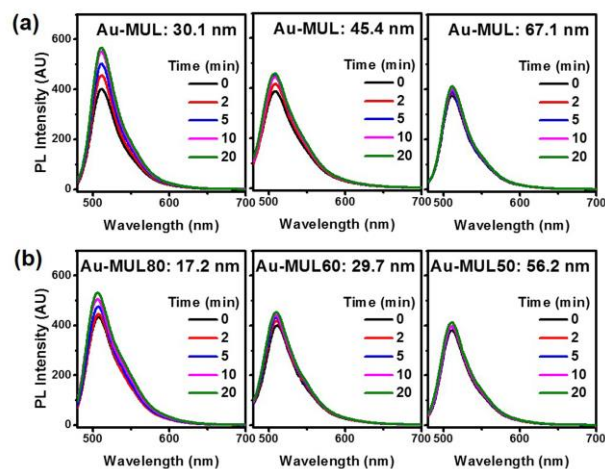 (a)
Au-MUL: 30.1 nm
Au-MUL: 45.4 nm
Au-MUL: 67.1 nm
PL Intensity (AU)
600
400
200
0
Time (min)
0
2
5
10
20
Time (min)
0
2
5
10
20
Time (min)
0
2
5
10
20
500 600 700
500 600 700
500 600 700
Wavelength (nm)
Wavelength (nm)
Wavelength (nm)
(b)
Au-MUL80: 17.2 nm
Au-MUL60: 29.7 nm
Au-MUL50: 56.2 nm
PL Intensity (AU)
600
400
200
0
Time (min)
0
2
5
10
20
Time (min)
0
2
5
10
20
Time (min)
0
2
5
10
20
500 600 700
500 600 700
500 600 700
Wavelength (nm)
Wavelength (nm)
Wavelength (nm)